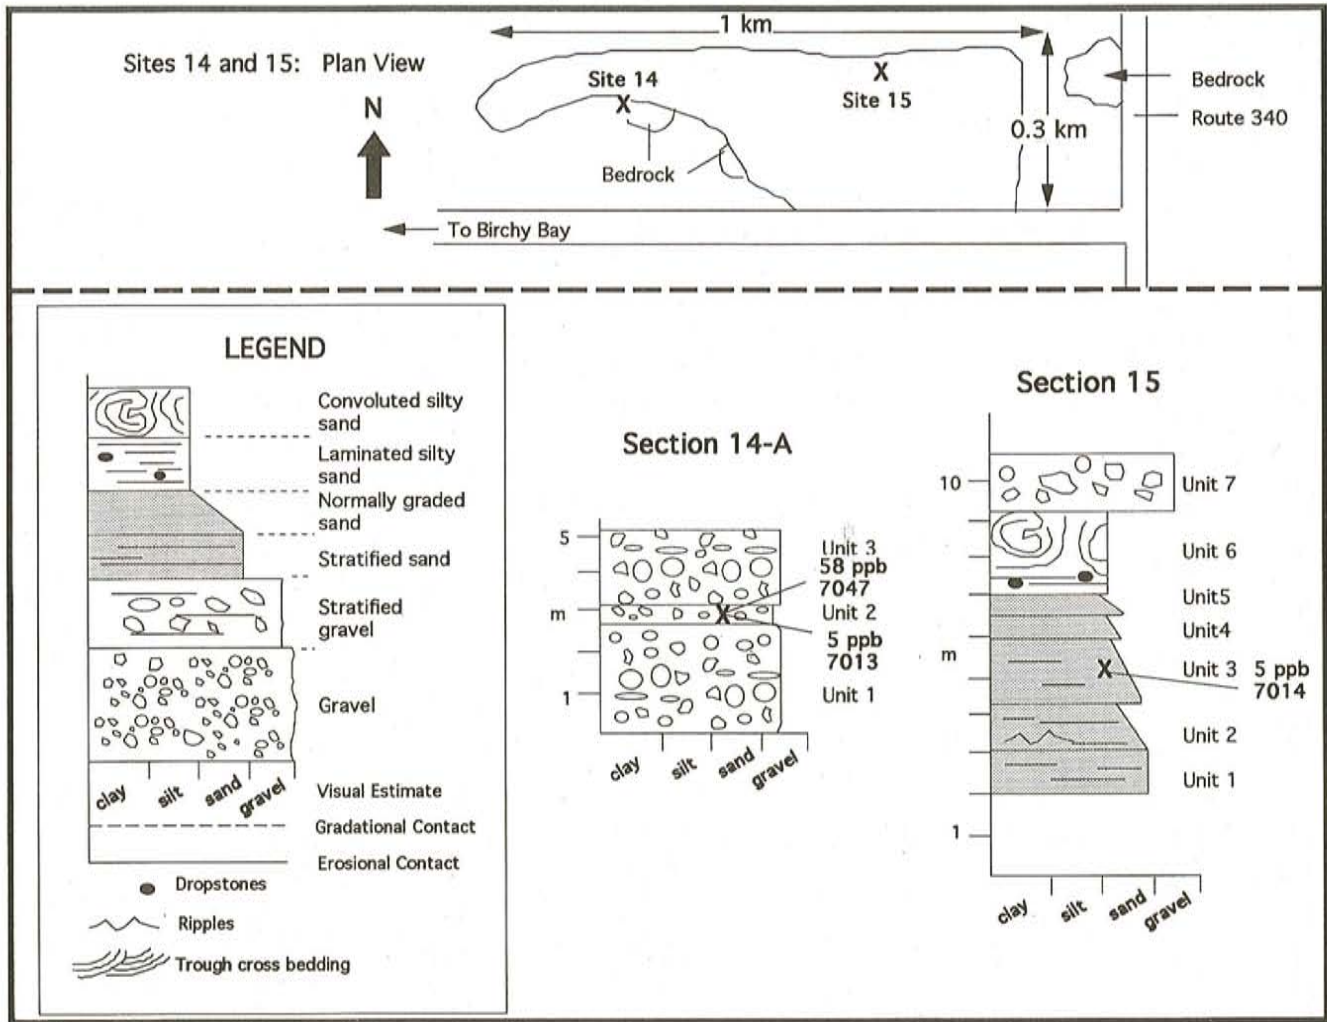 Sites 14 and 15: Plan View
N
1 km
Site 14
Site 15
Bedrock
0.3 km
Bedrock
Route 340
To Birchy Bay
LEGEND
Convoluted silty
sand
Laminated silty
sand
Normally graded
sand
Stratified sand
Stratified
gravel
Gravel
clay
silt
sand
gravel
Visual Estimate
Gradational Contact
Erosional Contact
Dropstones
Ripples
Trough cross bedding
Section 14-A
5
m
1
Unit 3
58 ppb
7047
Unit 2
5 ppb
7013
Unit 1
clay
silt
sand
gravel
Section 15
10
m
1
Unit 7
Unit 6
Unit5
Unit4
Unit 3
5 ppb
7014
Unit 2
Unit 1
clay
silt
sand
gravel